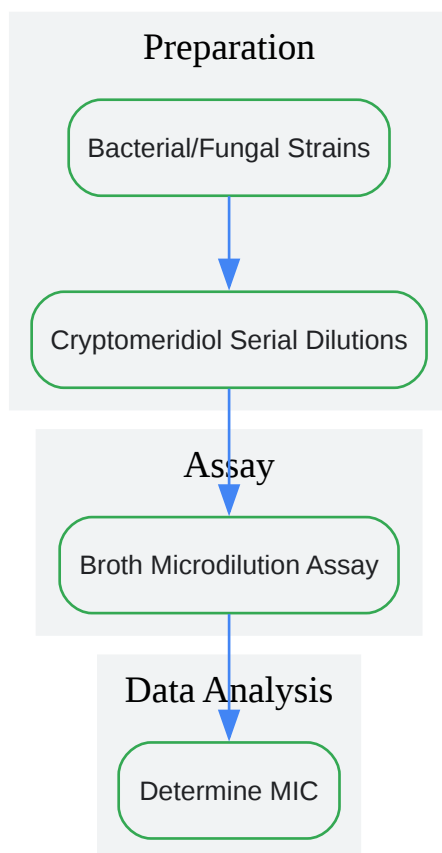 Preparation
Bacterial/Fungal Strains
Cryptomeridiol Serial Dilutions
Assay
Broth Microdilution Assay
Data Analysis
Determine MIC